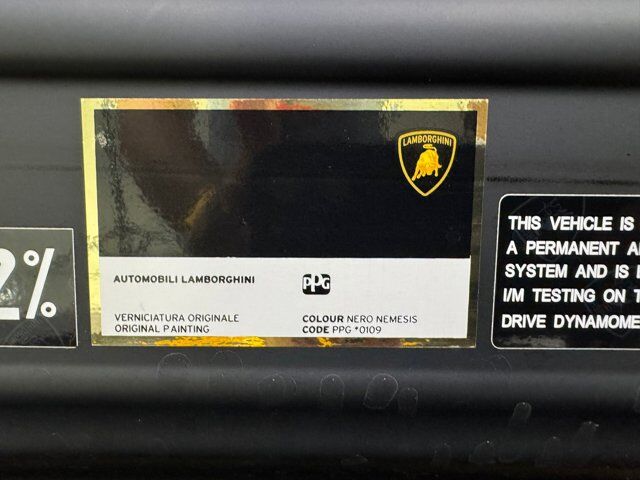 LAMBORGHINI
AUTOMOBILI LAMBORGHINI
PPG
VERNICIATURA ORIGINALE
ORIGINAL PAINTING
COLOUR NERO NEMESIS
CODE PPG *0109
2%
THIS VEHICLE IS
A PERMANENT
SYSTEM AND IS
I/M TESTING ON
DRIVE